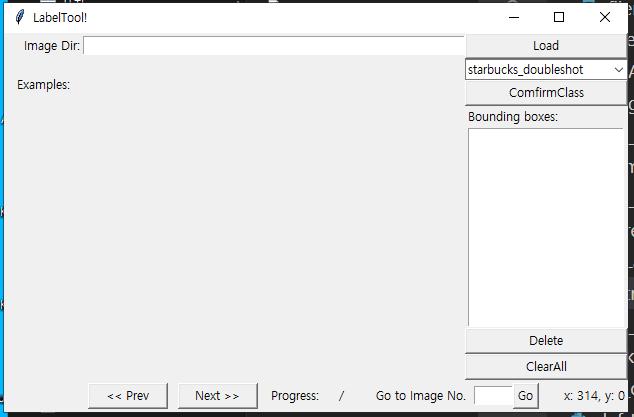 LabelTool!
Image Dir:
Load
starbucks_doubleshot
Examples:
ComfirmClass
Bounding boxes:
Delete
ClearAll
<< Prev
Next >>
Progress:
/
Go to Image No.
Go
x: 314, y: 0